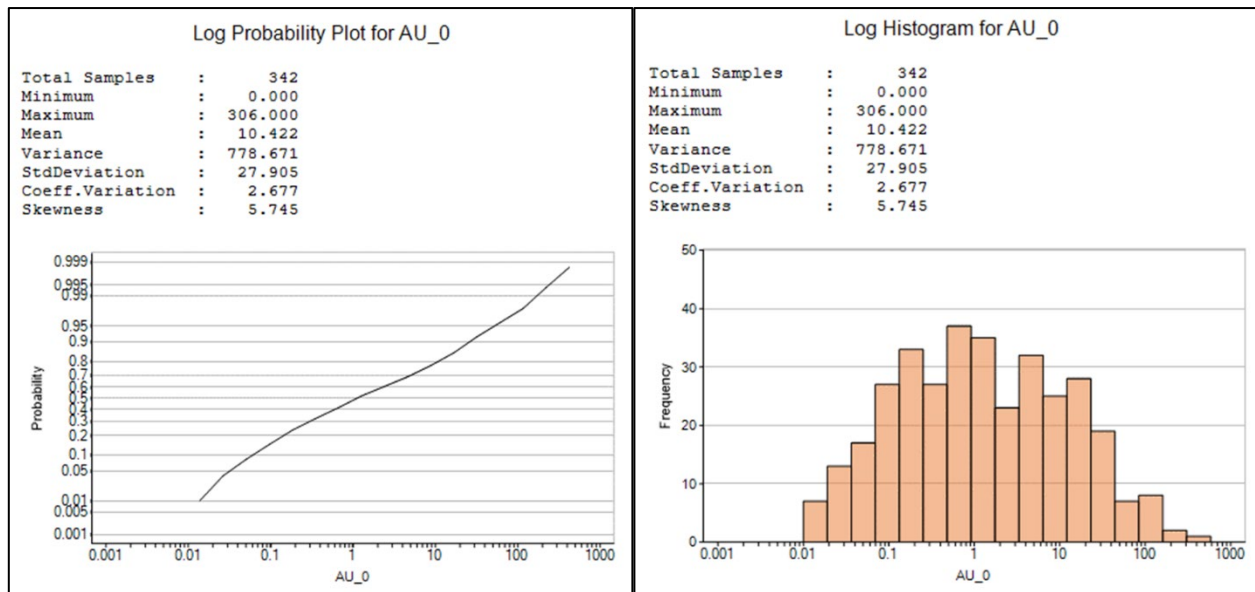 Log Probability Plot for AU_0
Total Samples : 342
Minimum : 0.000
Maximum : 306.000
Mean : 10.422
Variance : 778.671
StdDeviation : 27.905
Coeff.Variation : 2.677
Skewness : 5.745
0.999
0.995
0.99
0.95
0.9
0.8
0.7
0.6
0.5
0.4
0.3
0.2
0.1
0.05
0.01
0.005
0.001
Probability
0.001 0.01 0.1 1 10 100 1000
AU_0
Log Histogram for AU_0
Total Samples : 342
Minimum : 0.000
Maximum : 306.000
Mean : 10.422
Variance : 778.671
StdDeviation : 27.905
Coeff.Variation : 2.677
Skewness : 5.745
50
40
30
20
10
0
Frequency
0.001 0.01 0.1 1 10 100 1000
AU_0